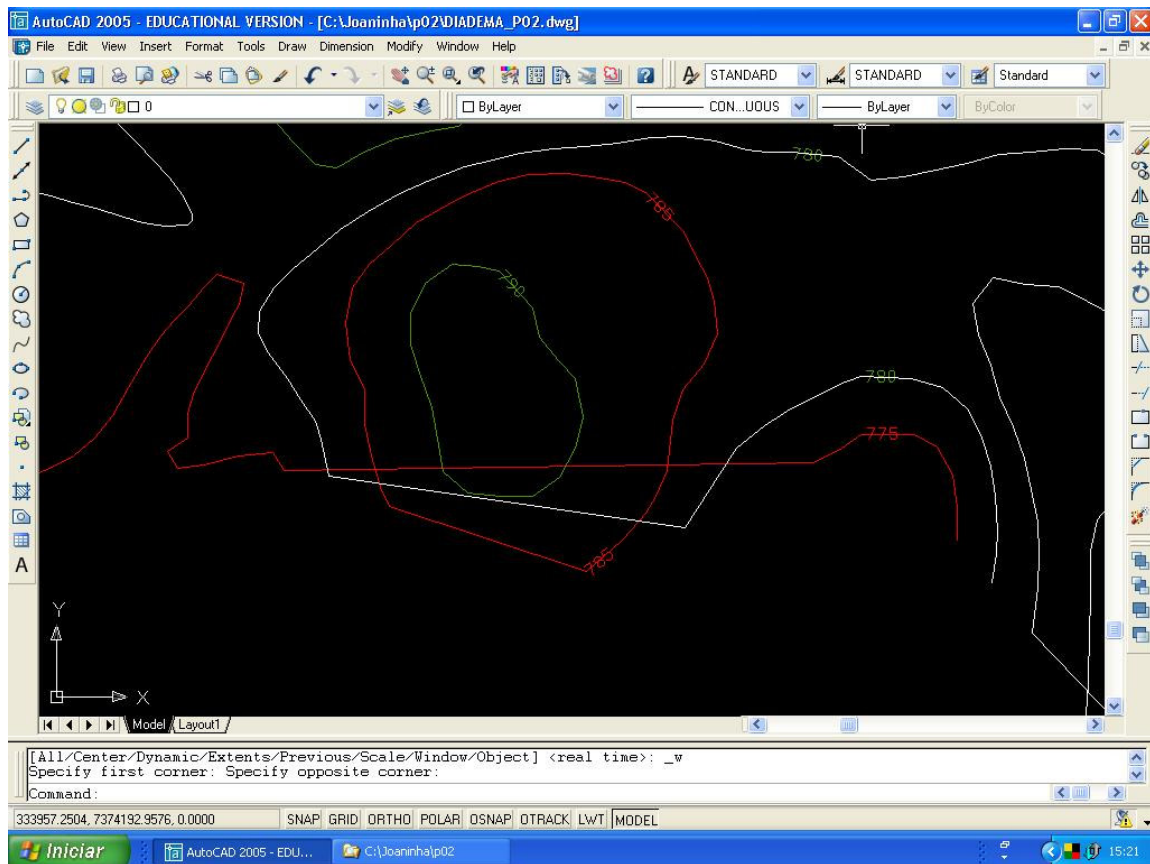 AutoCAD 2005 - EDUCATIONAL VERSION - [C:\Joaninha\p02\DIADEMA_P02.dwg]
File Edit View Insert Format Tools Draw Dimension Modify Window Help
STANDARD STANDARD Standard
0 ByLayer CON...UOUS ByLayer ByColor
780
785
790
780
775
785
Y
X
A
Model Layout1
[All/Center/Dynamic/Extents/Previous/Scale/Window/Object] <real time>: _w
Specify first corner: Specify opposite corner:
Command:
333957.2504, 7374192.9576, 0.0000 SNAP GRID ORTHO POLAR OSNAP OTRACK LWT MODEL
Iniciar AutoCAD 2005 - EDU... C:\Joaninha\p02 15:21